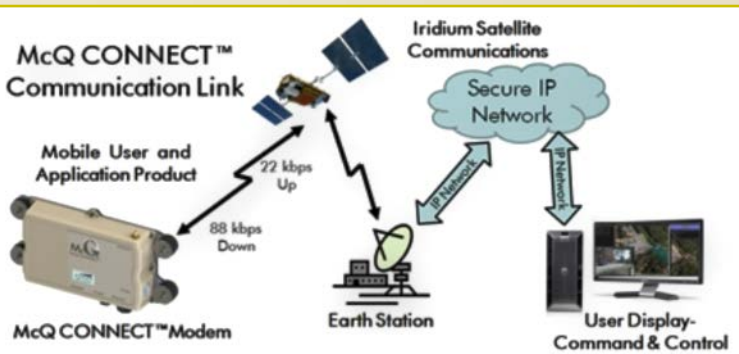 McQ CONNECT™
Communication Link
Iridium Satellite
Communications
Secure IP
Network
Mobile User and
Application Product
22 kbps
Up
88 kbps
Down
IP Network
IP Network
McQ
McQ CONNECT™Modem
Earth Station
User Display-
Command & Control